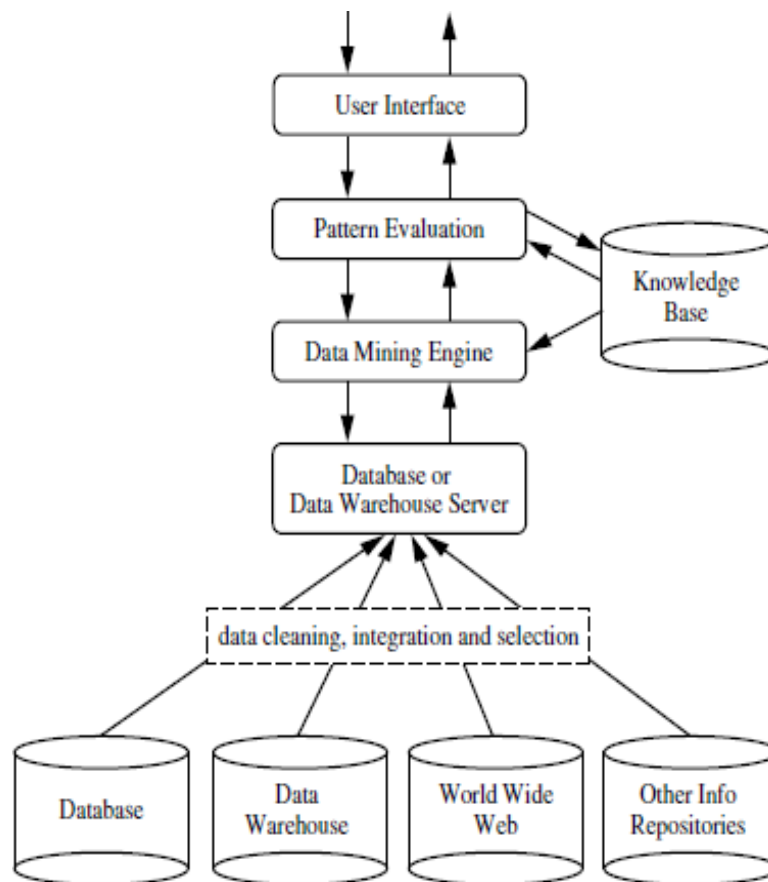 User Interface
Pattern Evaluation
Knowledge
Base
Data Mining Engine
Database or
Data Warehouse Server
data cleaning, integration and selection
Database
Data
Warehouse
World Wide
Web
Other Info
Repositories